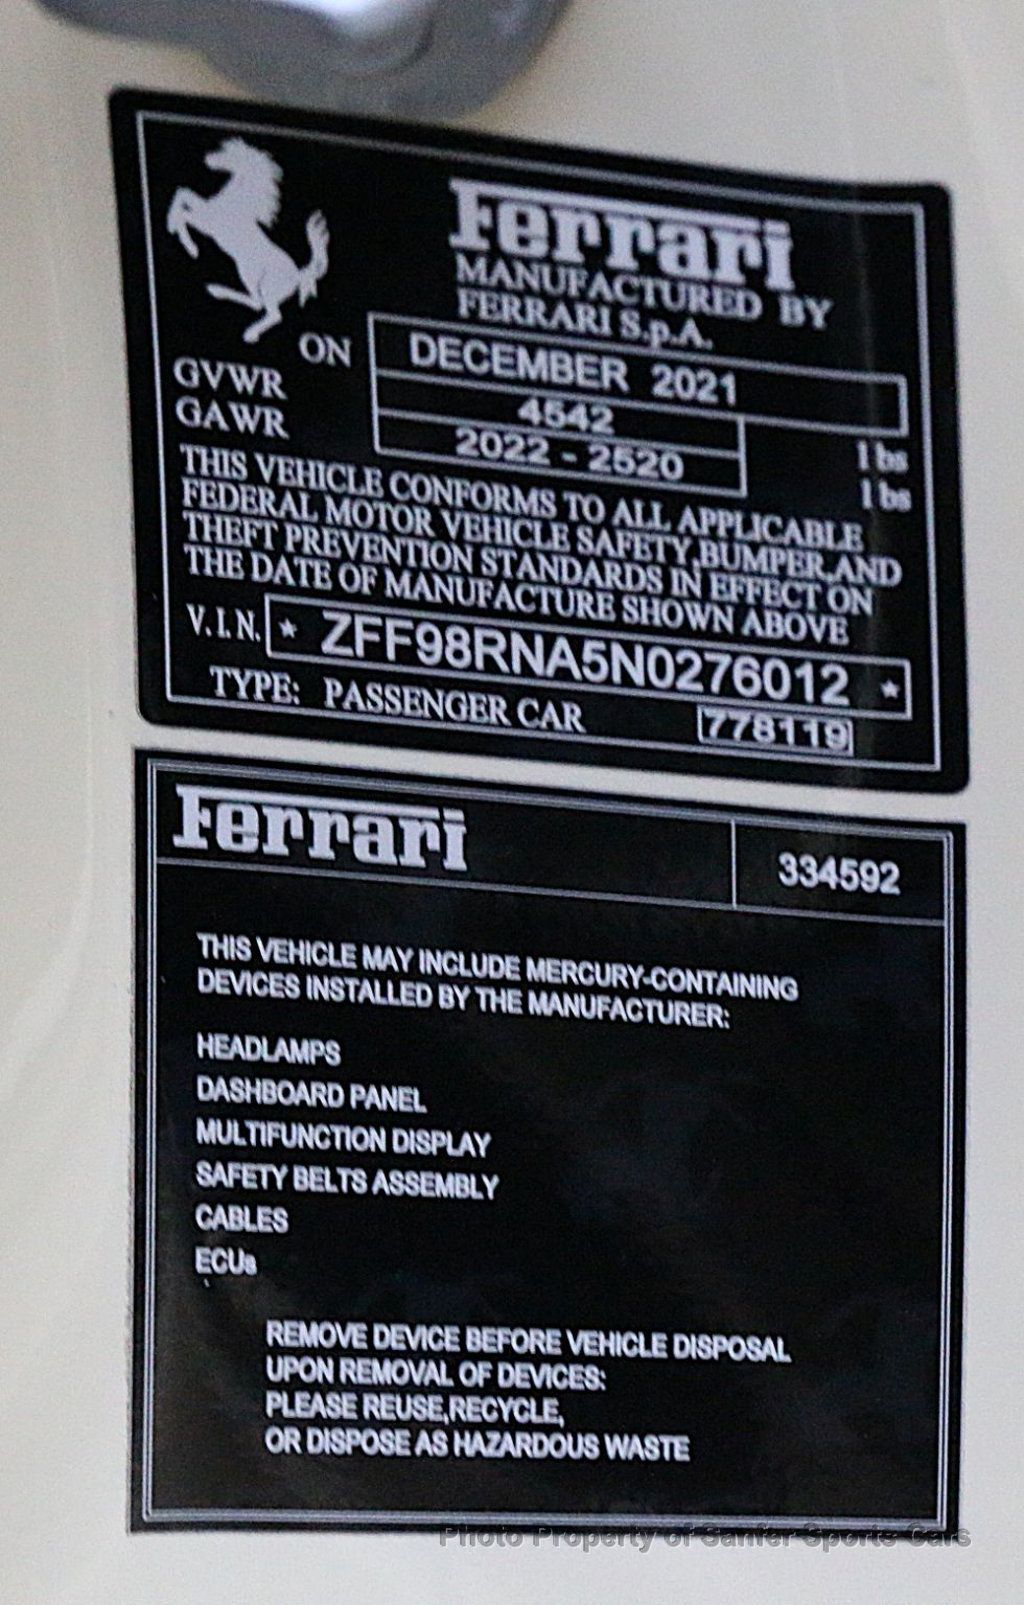 Ferrari
MANUFACTURED BY
FERRARI S.p.A.
ON DECEMBER 2021
GVWR 4542 lbs
GAWR 2022 - 2520 lbs
THIS VEHICLE CONFORMS TO ALL APPLICABLE
FEDERAL MOTOR VEHICLE SAFETY,BUMPER,AND
THEFT PREVENTION STANDARDS IN EFFECT ON
THE DATE OF MANUFACTURE SHOWN ABOVE
V.I.N. * ZFF98RNA5N0276012 *
TYPE: PASSENGER CAR 778119
Ferrari 334592
THIS VEHICLE MAY INCLUDE MERCURY-CONTAINING
DEVICES INSTALLED BY THE MANUFACTURER:
HEADLAMPS
DASHBOARD PANEL
MULTIFUNCTION DISPLAY
SAFETY BELTS ASSEMBLY
CABLES
ECUs
REMOVE DEVICE BEFORE VEHICLE DISPOSAL
UPON REMOVAL OF DEVICES:
PLEASE REUSE,RECYCLE,
OR DISPOSE AS HAZARDOUS WASTE
Photo Property of Sanfer Sports Cars